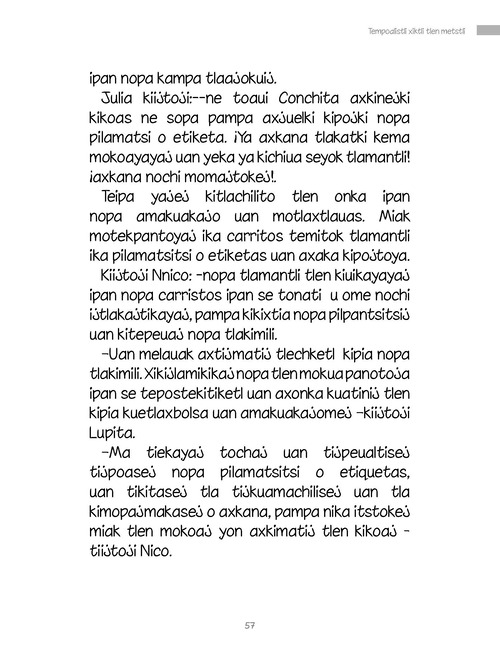 Tempoalistli xiktli tlen metstli
ipan nopa kampa tlaajokuij.
Julia kiijtoji:--ne toaui Conchita axkinejki
kikoas ne sopa pampa axjuelki kipojki nopa
pilamatsi o etiketa. ¡Ya axkana tlakatki kema
mokoayayaj uan yeka ya kichiua seyok tlamantli!
¡axkana nochi momajtokej!.
Teipa yajej kitlachilito tlen onka ipan
nopa amakuakajo uan motlaxtlauas. Miak
motekpantoyaj ika carritos temitok tlamantli
ika pilamatsitsi o etiketas uan axaka kipojtoya.
Kiijtoji Nnico: -nopa tlamantli tlen kiuikayayaj
ipan nopa carristos ipan se tonati u ome nochi
ijtlakajtikayaj, pampa kikixtia nopa pilpantsitsij
uan kitepeuaj nopa tlakimili.
–Uan melauak axtijmatij tlechketl kipia nopa
tlakimili. Xikijlamikikaj nopa tlen mokua panotoja
ipan se tepostekitiketl uan axonka kuatinij tlen
kipia kuetlaxbolsa uan amakuakajomej –kiijtoji
Lupita.
–Ma tiekayaj tochaj uan tijpeualtisej
tijpoasej nopa pilamatsitsi o etiquetas,
uan tikitasej tla tijkuamachilisej uan tla
kimopajmakasej o axkana, pampa nika itstokej
miak tlen mokoaj yon axkimatij tlen kikoaj -
tiijtoji Nico.
57